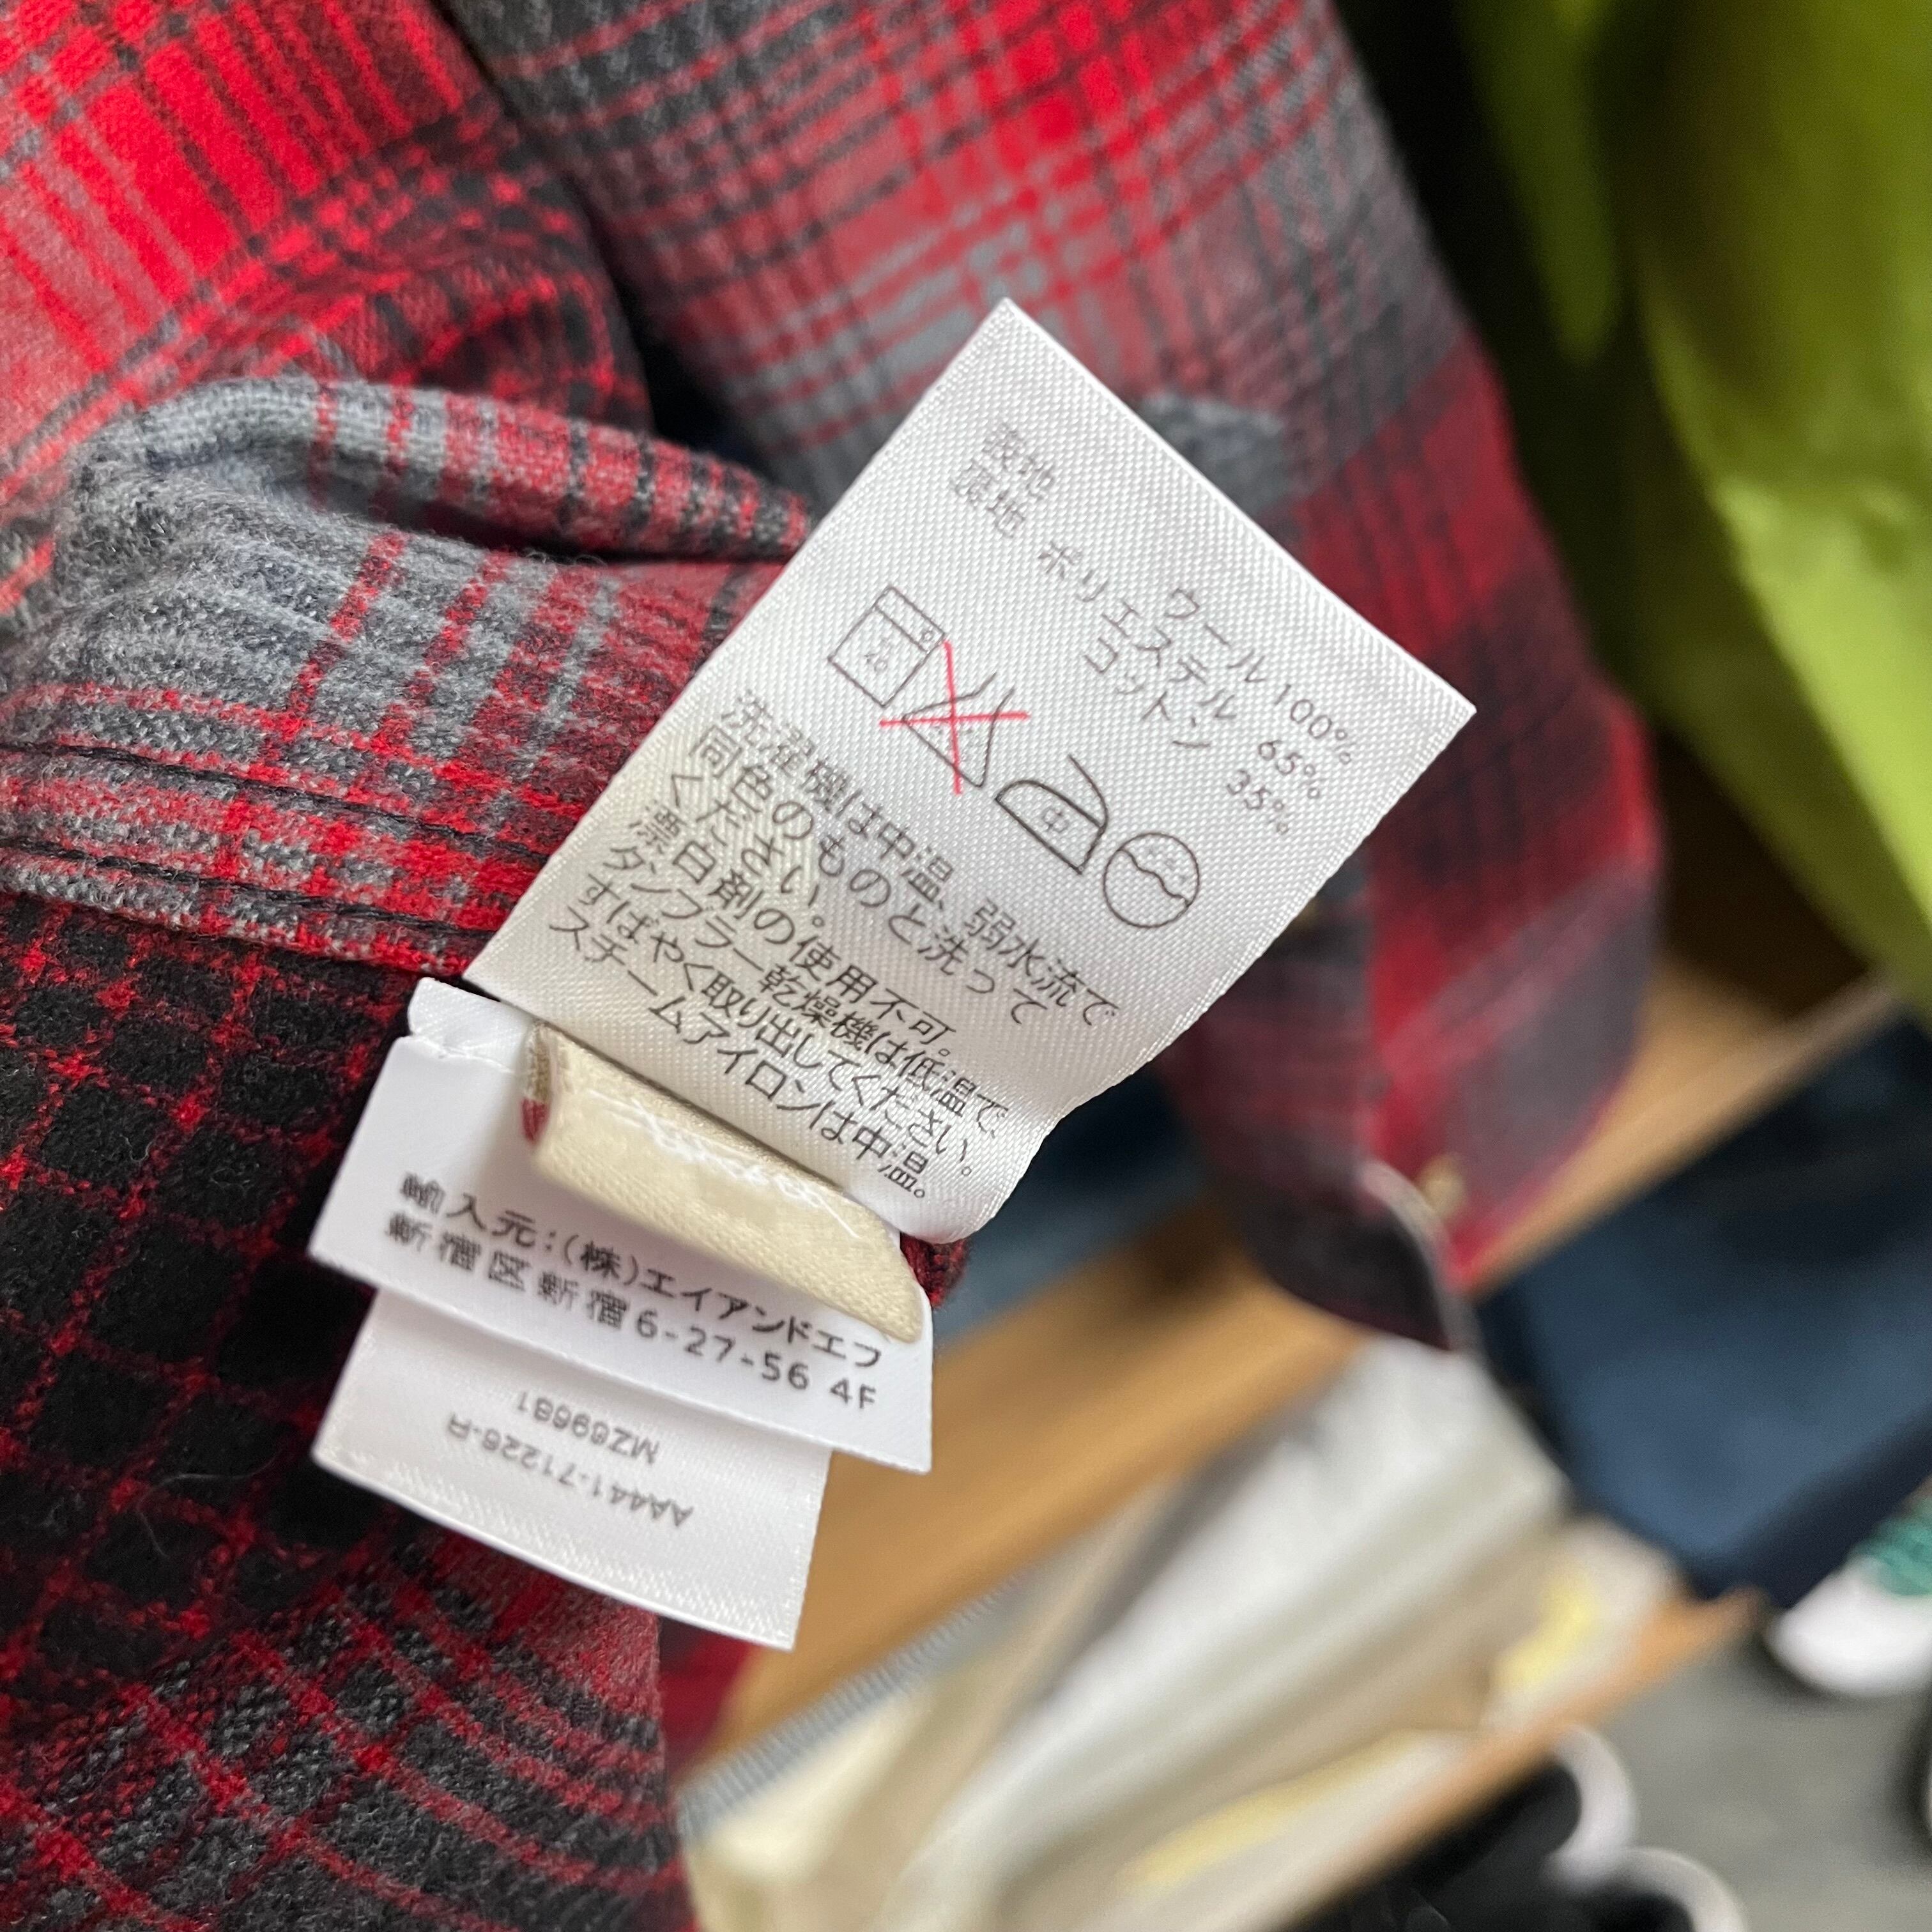 表地 ウール 100%
裏地 ポリエステル 65%
コットン 35%
40
中
洗濯機は中温、弱水流で
同色のものと洗って
ください。
漂白剤の使用不可。
タンブラー乾燥機は低温で、
すばやく取り出してください。
スチームアイロンは中温。
輸入元:(株)エイアンドエフ
新宿区新宿6-27-56 4F
AA441-71226-R